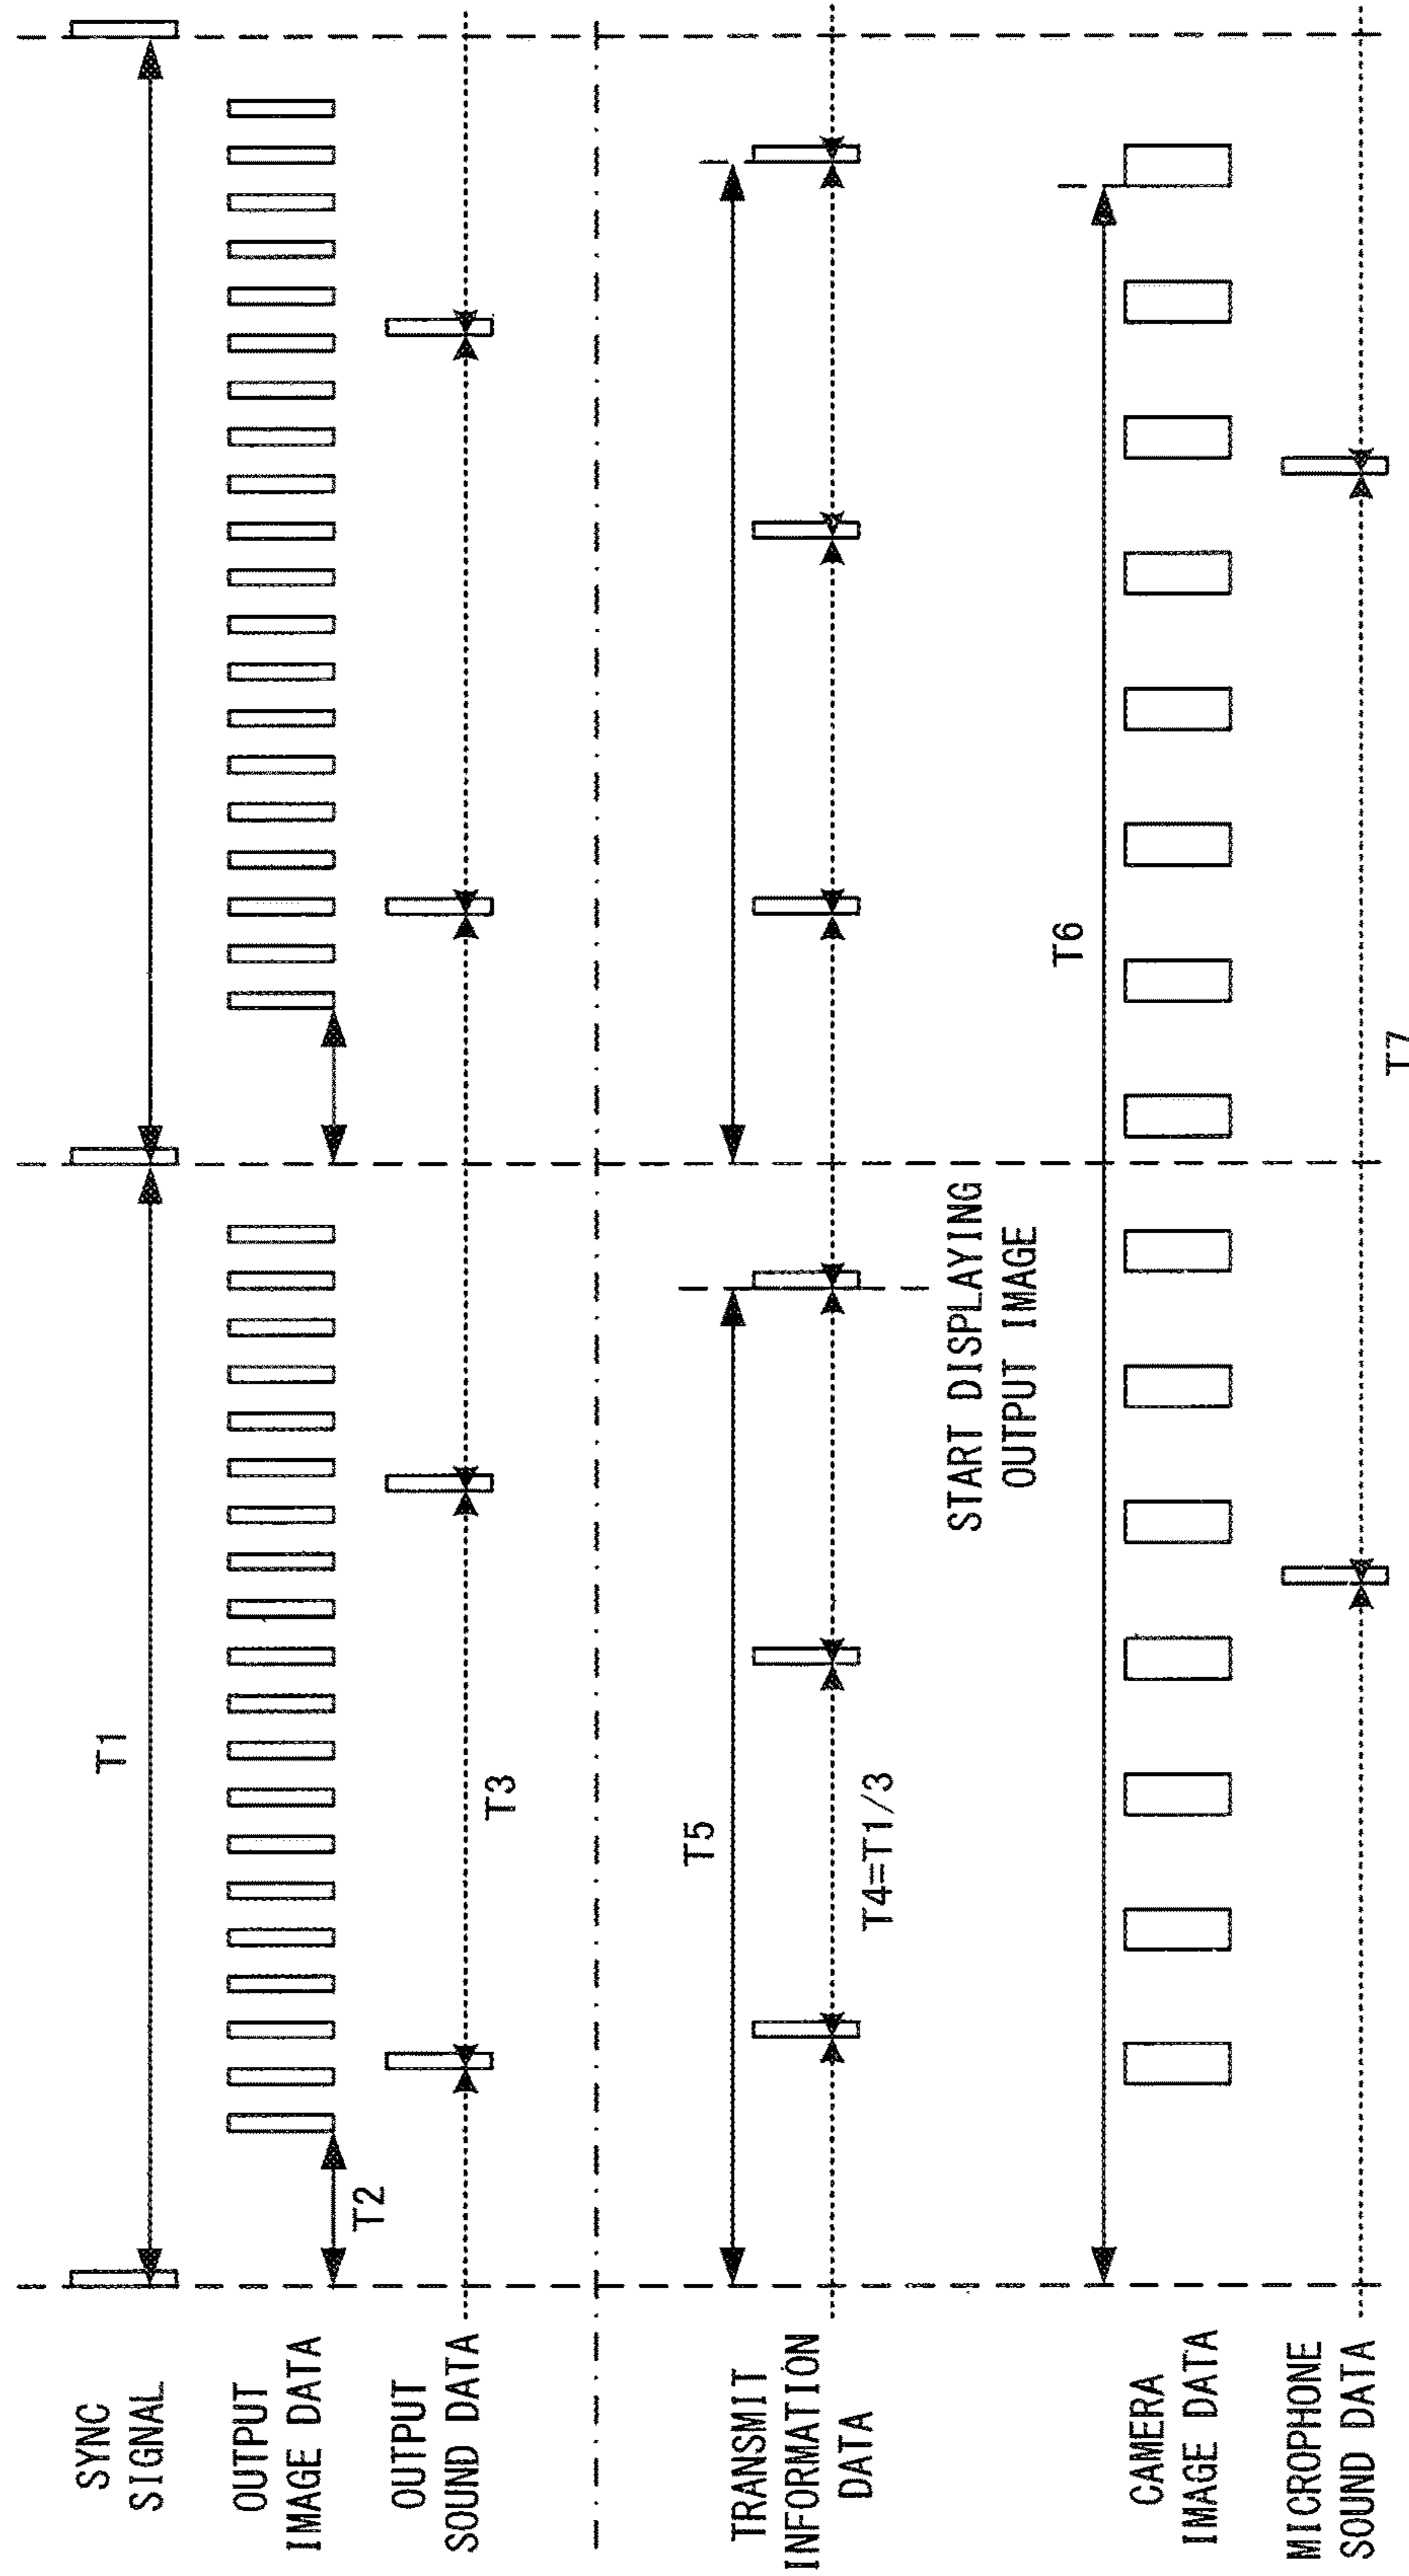 SYNC
SIGNAL
T1
OUTPUT
IMAGE DATA
T2
OUTPUT
SOUND DATA
T3
TRANSMIT
INFORMATION
DATA
T5
T4=T1/3
START DISPLAYING
OUTPUT IMAGE
CAMERA
IMAGE DATA
T6
MICROPHONE
SOUND DATA
T7